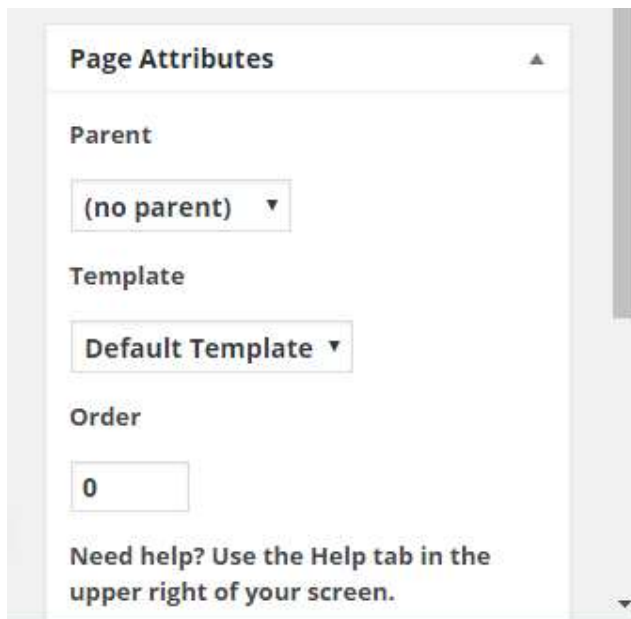 Page Attributes
Parent
(no parent)
Template
Default Template
Order
0
Need help? Use the Help tab in the
upper right of your screen.